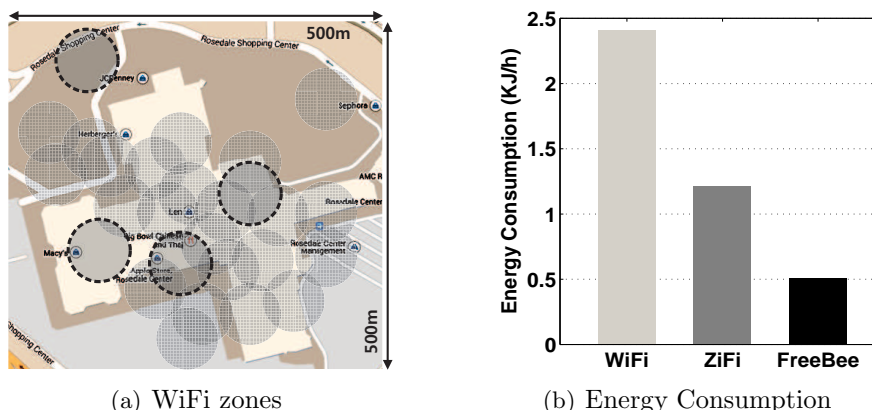 500m
Rosedale Shopping Center
Rosedale Shopping Center
JCPenney
Sephora
Herberger's
AMC R
Rosedale Center
Len
Big Bowl
and Thai
Macy's
Rosedale Center
Management
Apple Store,
Rosedale Center
Shopping Center
500m
(a) WiFi zones
Energy Consumption (KJ/h)
2.5
2
1.5
1
0.5
0
WiFi ZiFi FreeBee
(b) Energy Consumption